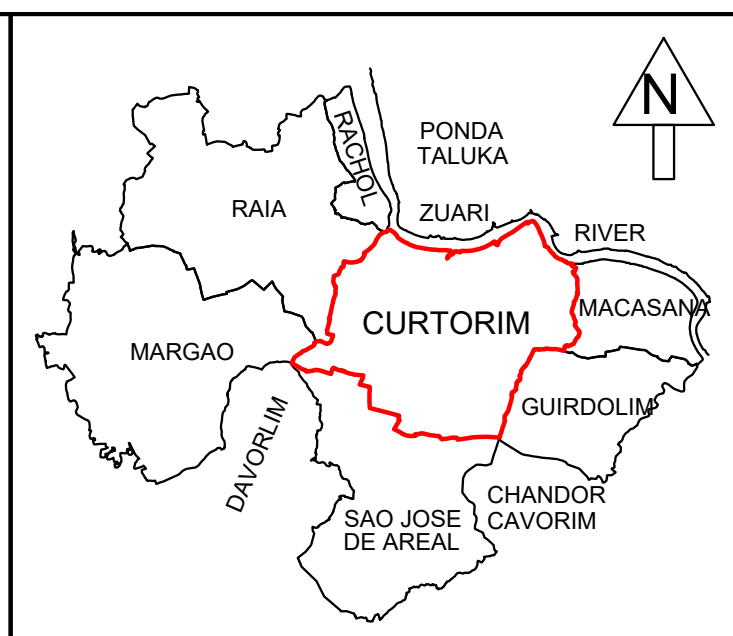 N
PONDA
TALUKA
RACHOL
RAIA
ZUARI
RIVER
MACASANA
CURTORIM
MARGAO
GUIRDOLIM
DAVORLIM
CHANDOR
CAVORIM
SAO JOSE
DE AREAL